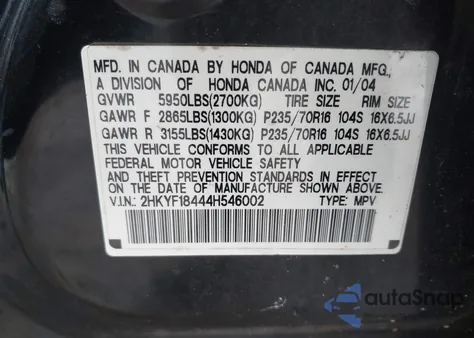 MFD. IN CANADA BY HONDA OF CANADA MFG.,
A DIVISION OF HONDA CANADA INC. 01/04
GVWR 5950LBS(2700KG) TIRE SIZE RIM SIZE
GAWR F 2865LBS(1300KG) P235/70R16 104S 16X6.5JJ
GAWR R 3155LBS(1430KG) P235/70R16 104S 16X6.5JJ
THIS VEHICLE CONFORMS TO ALL APPLICABLE
FEDERAL MOTOR VEHICLE SAFETY
AND THEFT PREVENTION STANDARDS IN EFFECT
ON THE DATE OF MANUFACTURE SHOWN ABOVE.
V.I.N.: 2HKYF18444H546002 TYPE: MPV
autoSnap